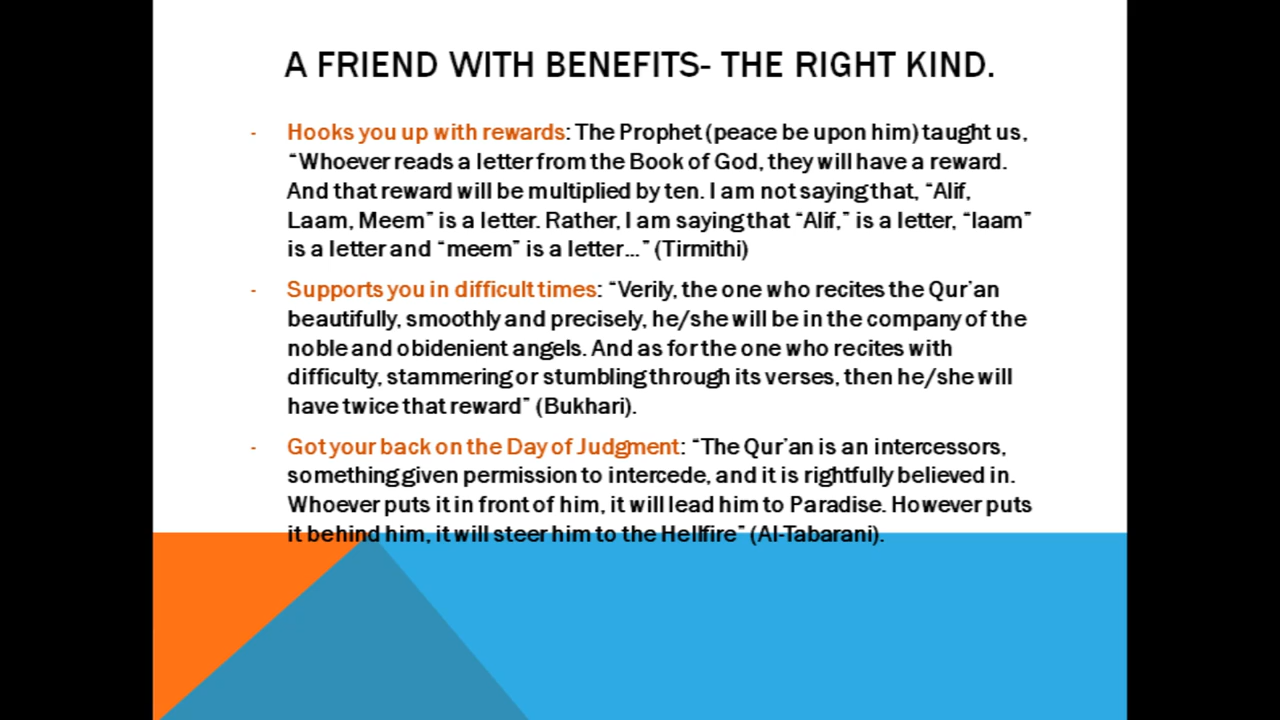 A FRIEND WITH BENEFITS- THE RIGHT KIND.
- Hooks you up with rewards: The Prophet (peace be upon him) taught us,
“Whoever reads a letter from the Book of God, they will have a reward.
And that reward will be multiplied by ten. I am not saying that, “Alif,
Laam, Meem” is a letter. Rather, I am saying that “Alif,” is a letter, “laam”
is a letter and “meem” is a letter…” (Tirmithi)
- Supports you in difficult times: “Verily, the one who recites the Qur’an
beautifully, smoothly and precisely, he/she will be in the company of the
noble and obidenient angels. And as for the one who recites with
difficulty, stammering or stumbling through its verses, then he/she will
have twice that reward” (Bukhari).
- Got your back on the Day of Judgment: “The Qur’an is an intercessors,
something given permission to intercede, and it is rightfully believed in.
Whoever puts it in front of him, it will lead him to Paradise. However puts
it behind him, it will steer him to the Hellfire” (Al-Tabarani).